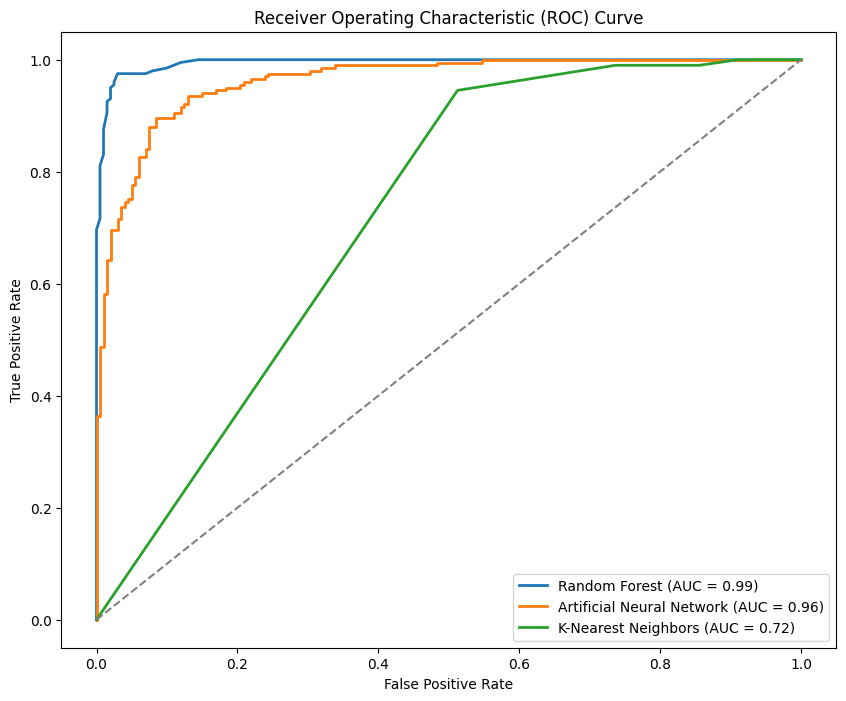 Receiver Operating Characteristic (ROC) Curve
True Positive Rate
1.0
0.8
0.6
0.4
0.2
0.0
0.0 0.2 0.4 0.6 0.8 1.0
False Positive Rate
Random Forest (AUC = 0.99)
Artificial Neural Network (AUC = 0.96)
K-Nearest Neighbors (AUC = 0.72)